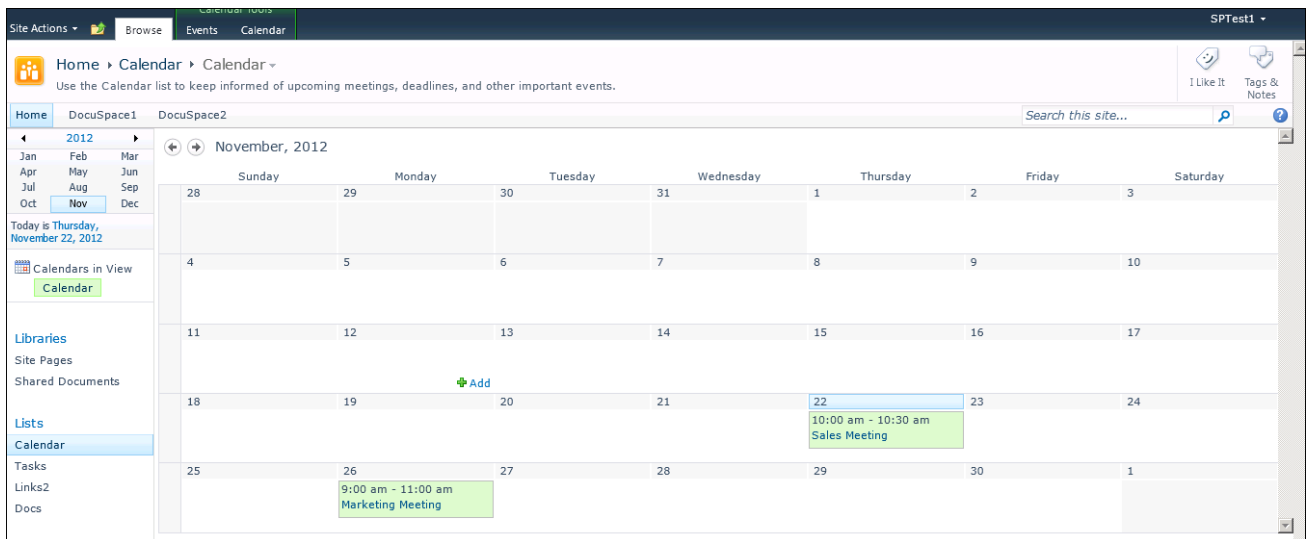 Calendar Tools
Site Actions Browse Events Calendar SPTest1
Home Calendar Calendar
Use the Calendar list to keep informed of upcoming meetings, deadlines, and other important events.
I Like It Tags &
Notes
Home DocuSpace1 DocuSpace2 Search this site...
2012
Jan Feb Mar
Apr May Jun
Jul Aug Sep
Oct Nov Dec
Today is Thursday,
November 22, 2012
Calendars in View
Calendar
Libraries
Site Pages
Shared Documents
Lists
Calendar
Tasks
Links2
Docs
November, 2012
Sunday Monday Tuesday Wednesday Thursday Friday Saturday
28 29 30 31 1 2 3
4 5 6 7 8 9 10
11 12 13 14 15 16 17
Add
18 19 20 21 22 23 24
10:00 am - 10:30 am
Sales Meeting
25 26 27 28 29 30 1
9:00 am - 11:00 am
Marketing Meeting